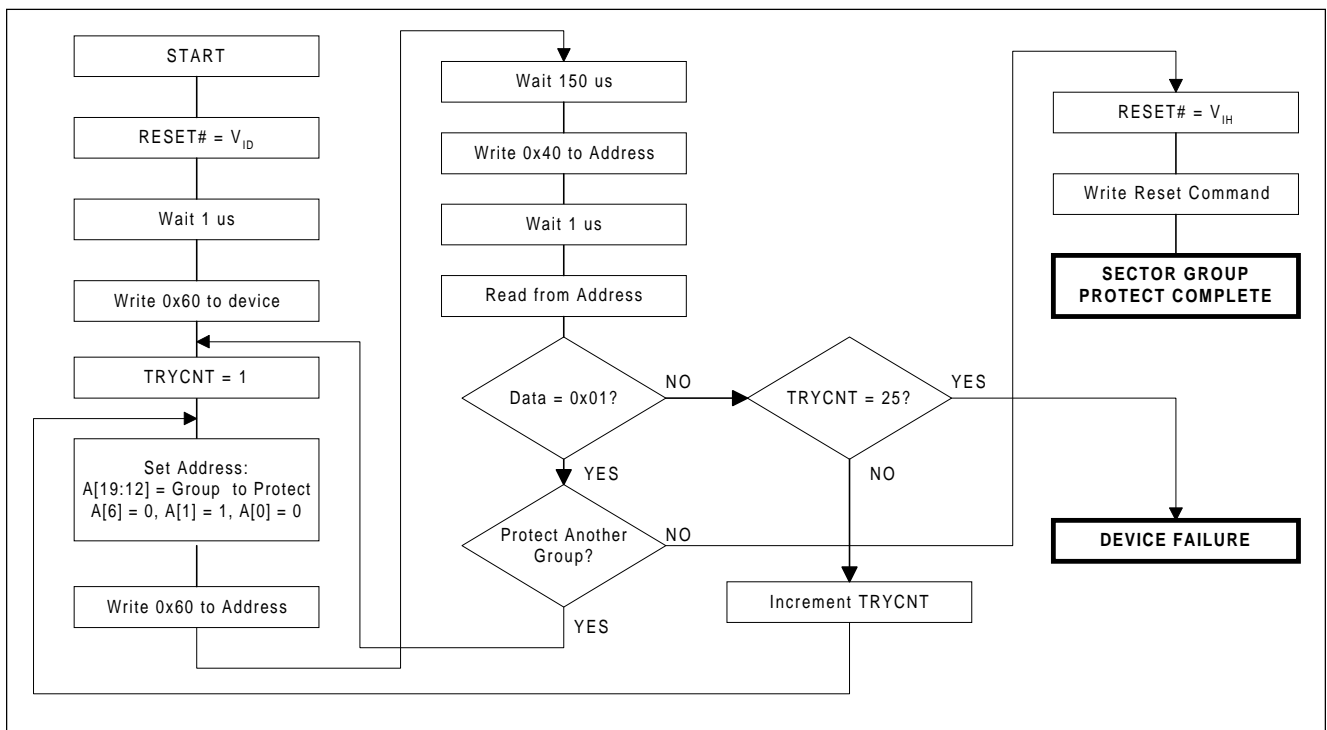 START
RESET# = VID
Wait 1 us
Write 0x60 to device
TRYCNT = 1
Set Address:
A[19:12] = Group to Protect
A[6] = 0, A[1] = 1, A[0] = 0
Write 0x60 to Address
Wait 150 us
Write 0x40 to Address
Wait 1 us
Read from Address
Data = 0x01?
NO
YES
Protect Another
Group?
NO
YES
TRYCNT = 25?
YES
NO
Increment TRYCNT
RESET# = VIH
Write Reset Command
SECTOR GROUP
PROTECT COMPLETE
DEVICE FAILURE